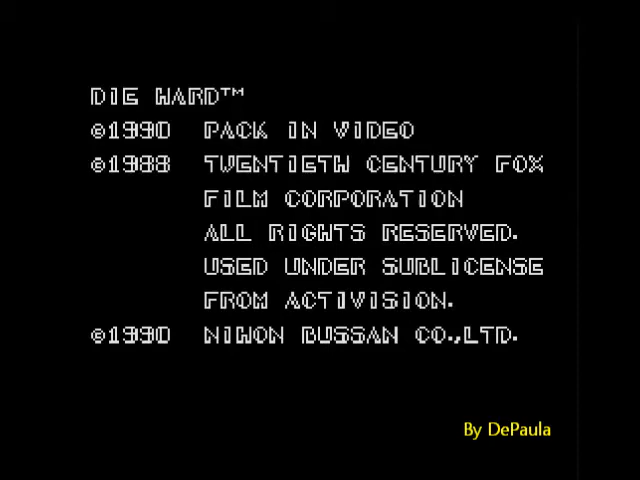 DIE HARD™
©1990 PACK IN VIDEO
©1988 TWENTIETH CENTURY FOX
FILM CORPORATION
ALL RIGHTS RESERVED.
USED UNDER SUBLICENSE
FROM ACTIVISION.
©1990 NIHON BUSSAN CO.,LTD.
By DePaula